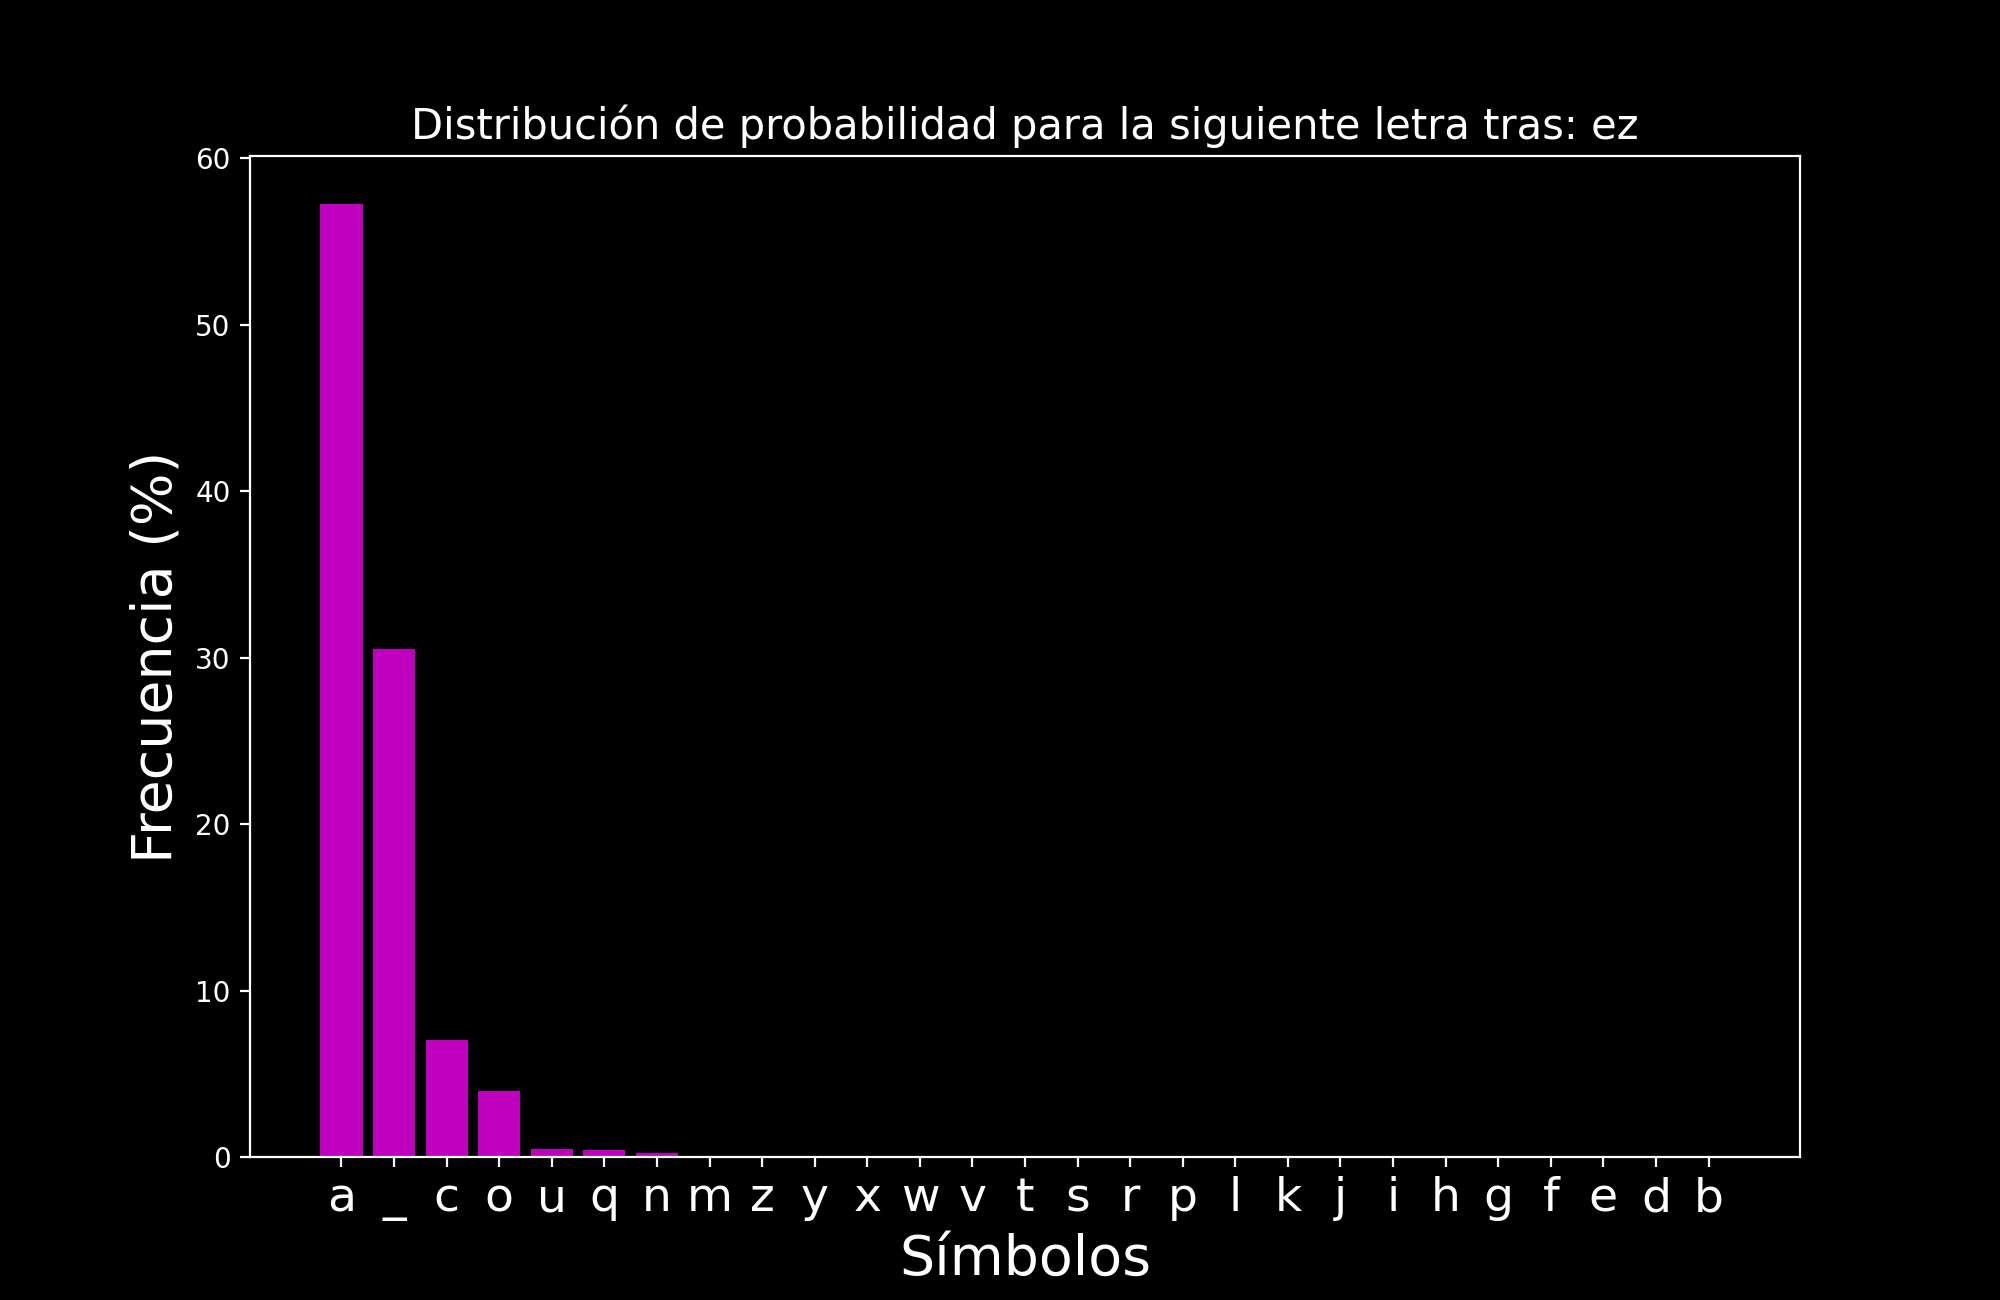 Distribución de probabilidad para la siguiente letra tras: ez
60
50
40
30
20
10
0
Frecuencia (%)
a _ c o u q n m z y x w v t s r p l k j i h g f e d b
Símbolos